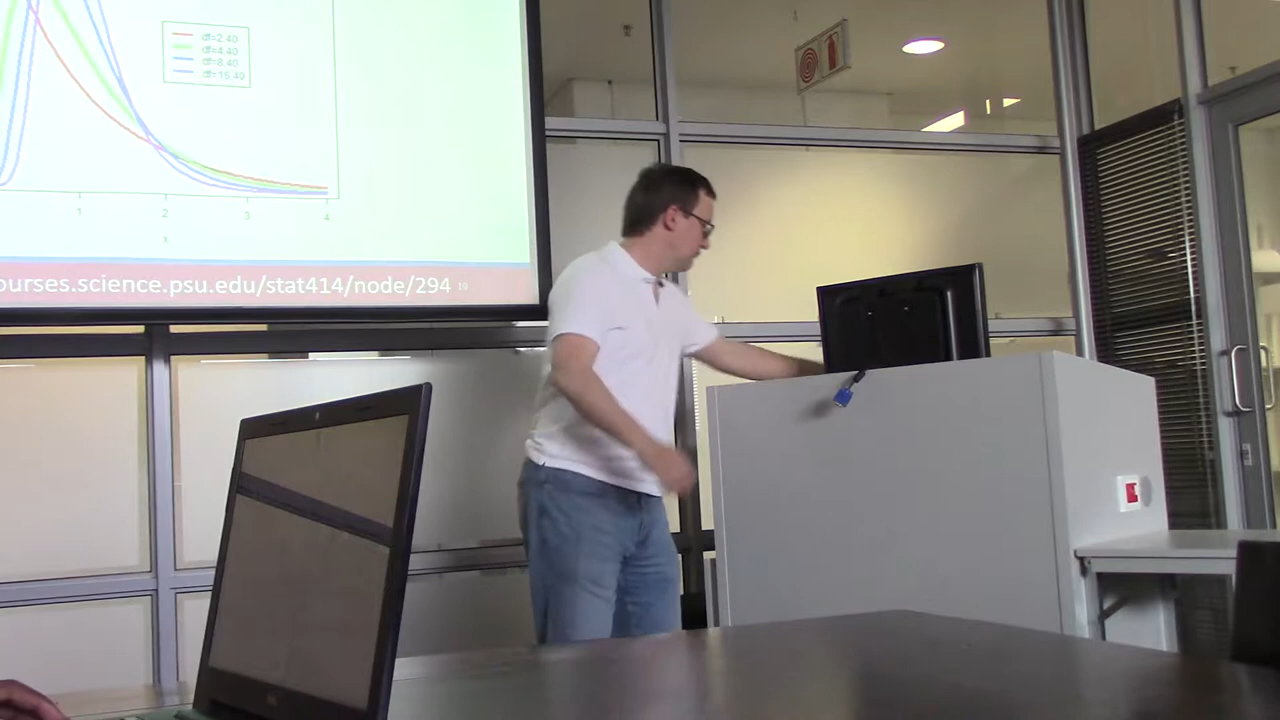 df=2,40
df=4,40
df=8,40
df=16,40
1 2 3 4
x
ourses.science.psu.edu/stat414/node/294 10